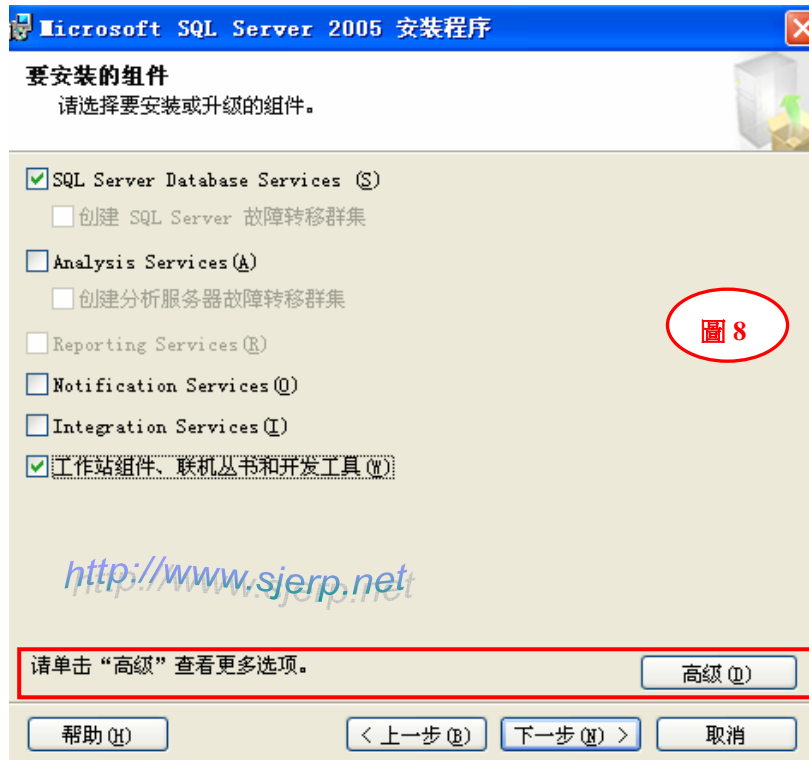 Microsoft SQL Server 2005 安装程序
要安装的组件
请选择要安装或升级的组件。
SQL Server Database Services (S)
创建 SQL Server 故障转移群集
Analysis Services(A)
创建分析服务器故障转移群集
圖 8
Reporting Services(R)
Notification Services(O)
Integration Services(I)
工作站组件、联机丛书和开发工具(W)
http://www.sjerp.net
请单击“高级”查看更多选项。
高级(D)
帮助(H)
< 上一步(B)
下一步(N) >
取消